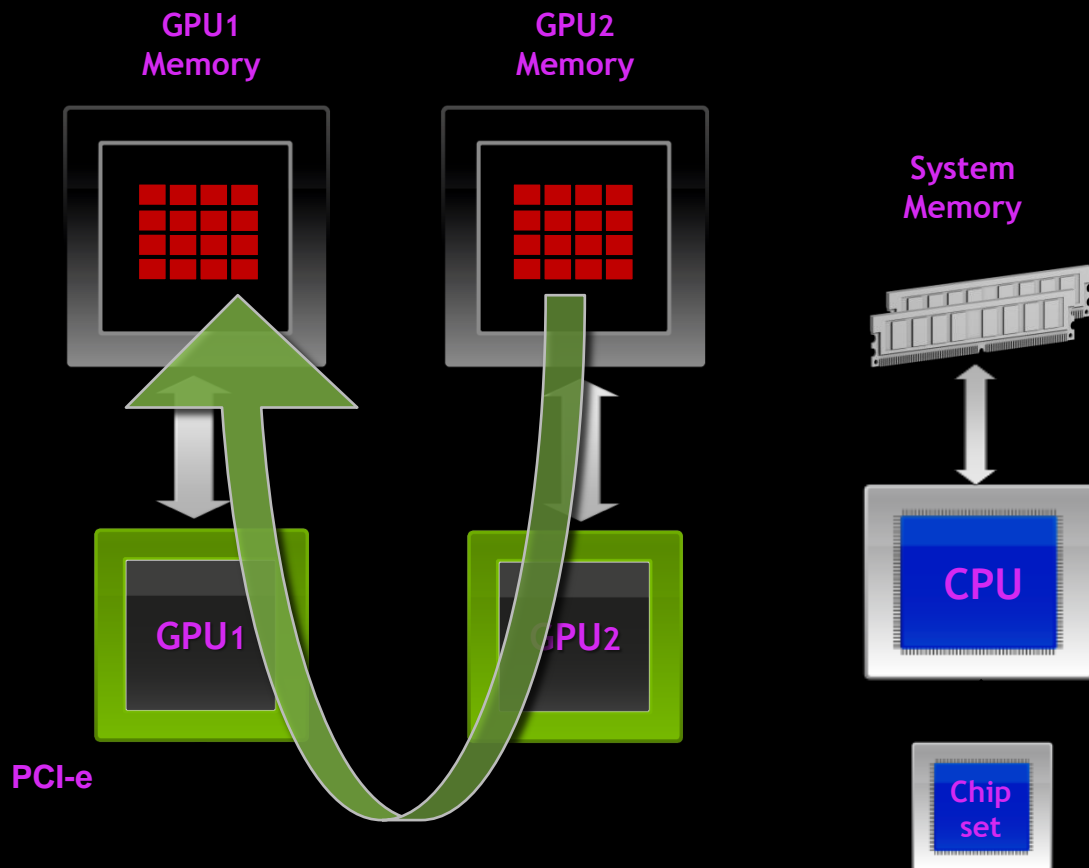 GPU1
Memory
GPU2
Memory
System
Memory
CPU
GPU1
GPU2
PCI-e
Chip
set